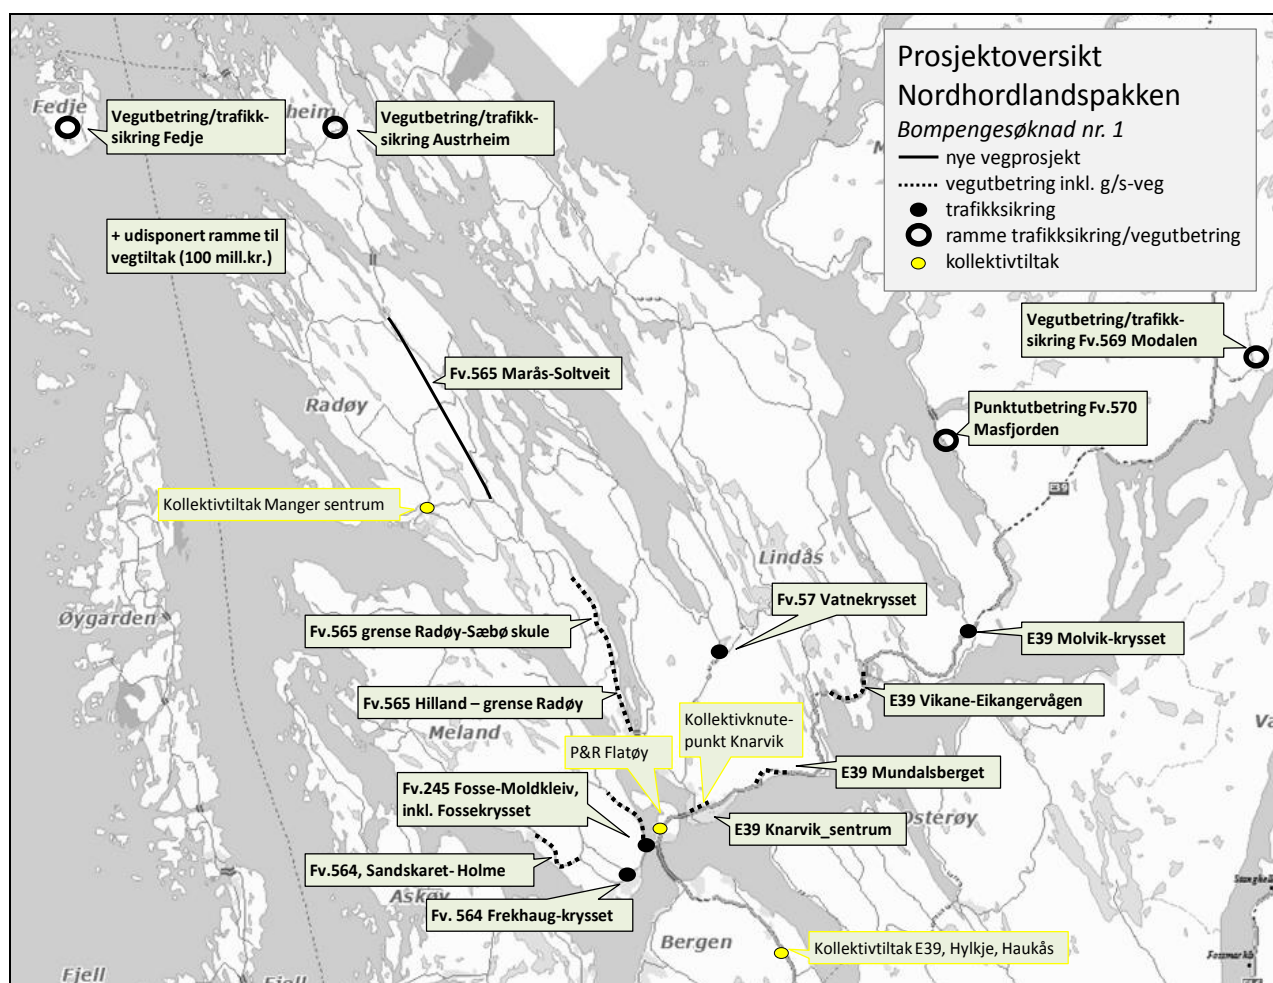 Prosjektoversikt
Nordhordlandspakken
Bompengesøknad nr. 1
nye vegprosjekt
vegutbetring inkl. g/s-veg
trafikksikring
ramme trafikksikring/vegutbetring
kollektivtiltak
Fedje
Vegutbetring/trafikk-
sikring Fedje
heim
Vegutbetring/trafikk-
sikring Austrheim
+ udisponert ramme til
vegtiltak (100 mill.kr.)
Vegutbetring/trafikk-
sikring Fv.569 Modalen
Fv.565 Marås-Soltveit
Radøy
Punktutbetring Fv.570
Masfjorden
E39
Kollektivtiltak Manger sentrum
Lindås
Fv.57 Vatnekrysset
Øygarden
Fv.565 grense Radøy-Sæbø skule
E39 Molvik-krysset
Fv.565 Hilland – grense Radøy
E39 Vikane-Eikangervågen
Meland
Kollektivknute-
punkt Knarvik
P&R Flatøy
E39 Mundalsberget
Fv.245 Fosse-Moldkleiv,
inkl. Fossekrysset
E39 Knarvik_sentrum
Osterøy
Fv.564, Sandskaret- Holme
Askøy
Fv. 564 Frekhaug-krysset
Bergen
Kollektivtiltak E39, Hylkje, Haukås
Fjell
Fjell